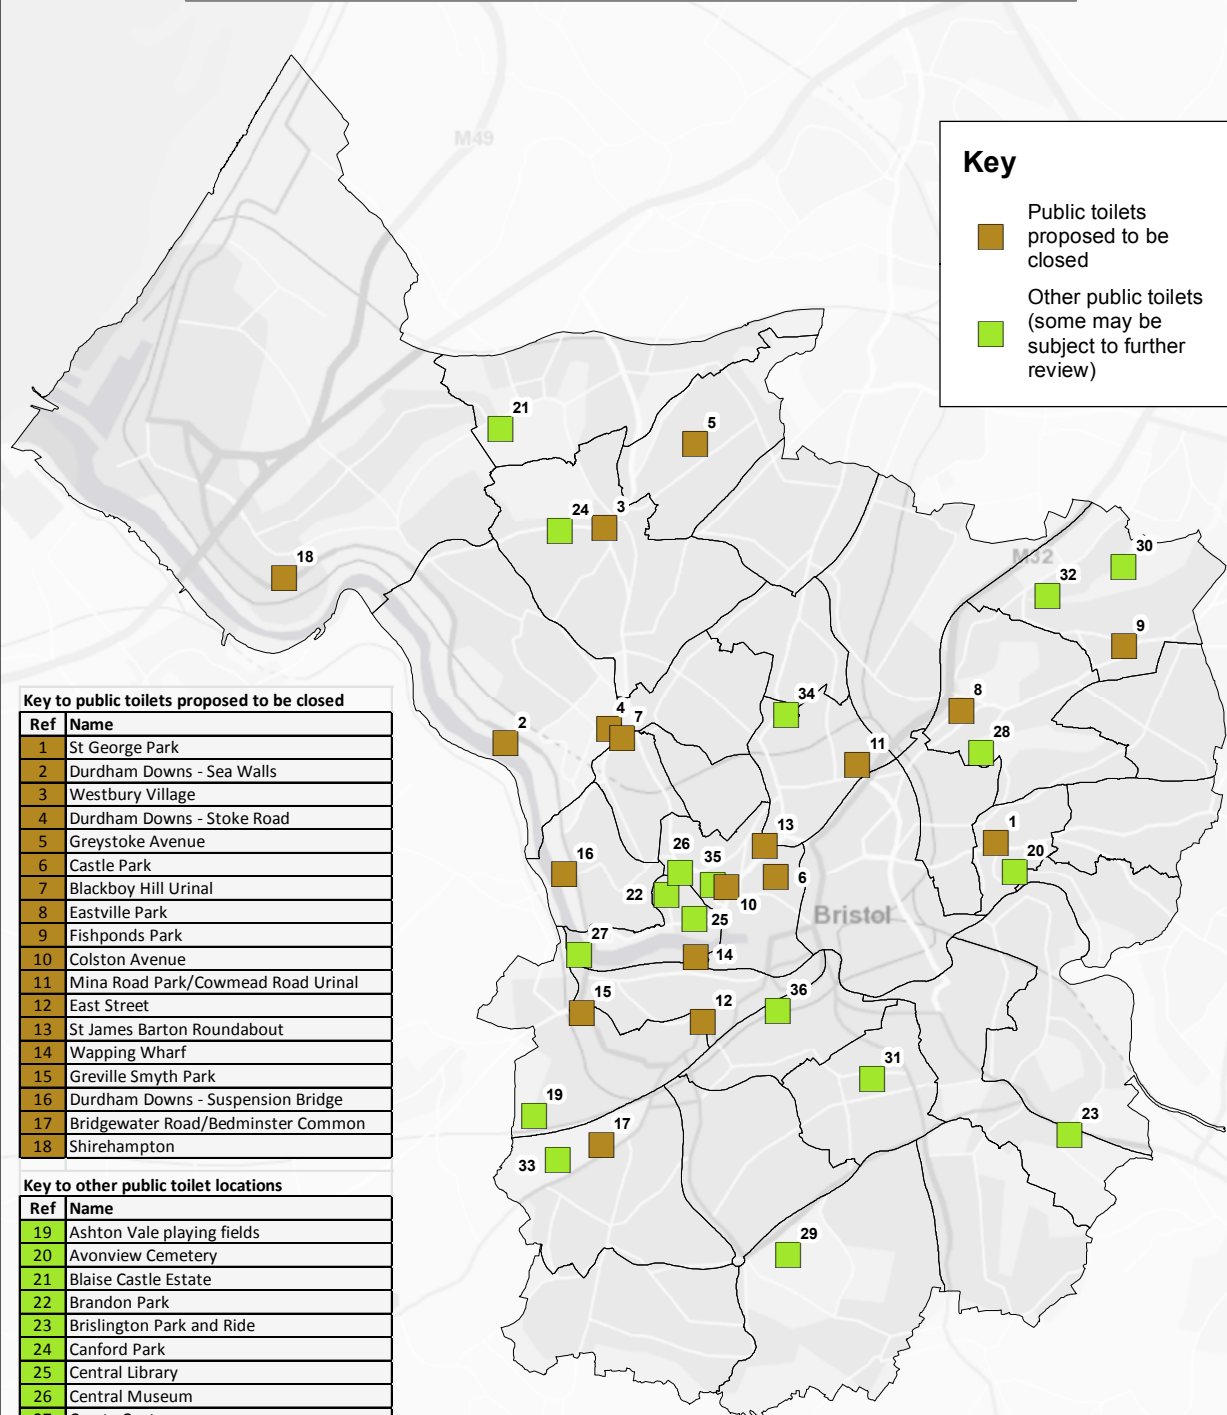 M49
Key
Public toilets
proposed to be
closed
Other public toilets
(some may be
subject to further
review)
21
5
24
3
18
M32
30
32
9
2
4
7
34
8
28
11
1
20
13
6
26
35
22
10
25
16
Bristol
27
14
15
12
36
31
19
17
33
23
29
Key to public toilets proposed to be closed
Ref Name
1 St George Park
2 Durdham Downs - Sea Walls
3 Westbury Village
4 Durdham Downs - Stoke Road
5 Greystoke Avenue
6 Castle Park
7 Blackboy Hill Urinal
8 Eastville Park
9 Fishponds Park
10 Colston Avenue
11 Mina Road Park/Cowmead Road Urinal
12 East Street
13 St James Barton Roundabout
14 Wapping Wharf
15 Greville Smyth Park
16 Durdham Downs - Suspension Bridge
17 Bridgewater Road/Bedminster Common
18 Shirehampton
Key to other public toilet locations
Ref Name
19 Ashton Vale playing fields
20 Avonview Cemetery
21 Blaise Castle Estate
22 Brandon Park
23 Brislington Park and Ride
24 Canford Park
25 Central Library
26 Central Museum